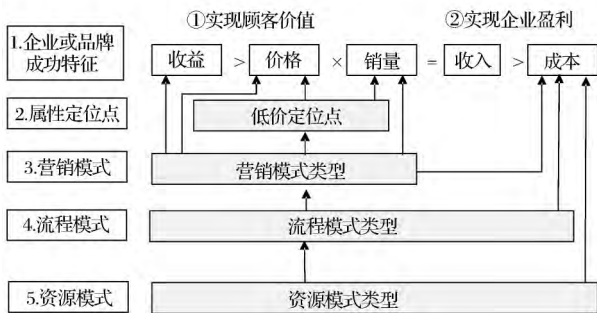 ①实现顾客价值 ②实现企业盈利
1.企业或品牌
成功特征
收益 > 价格 × 销量 = 收入 > 成本
2.属性定位点 低价定位点
3.营销模式 营销模式类型
4.流程模式 流程模式类型
5.资源模式 资源模式类型